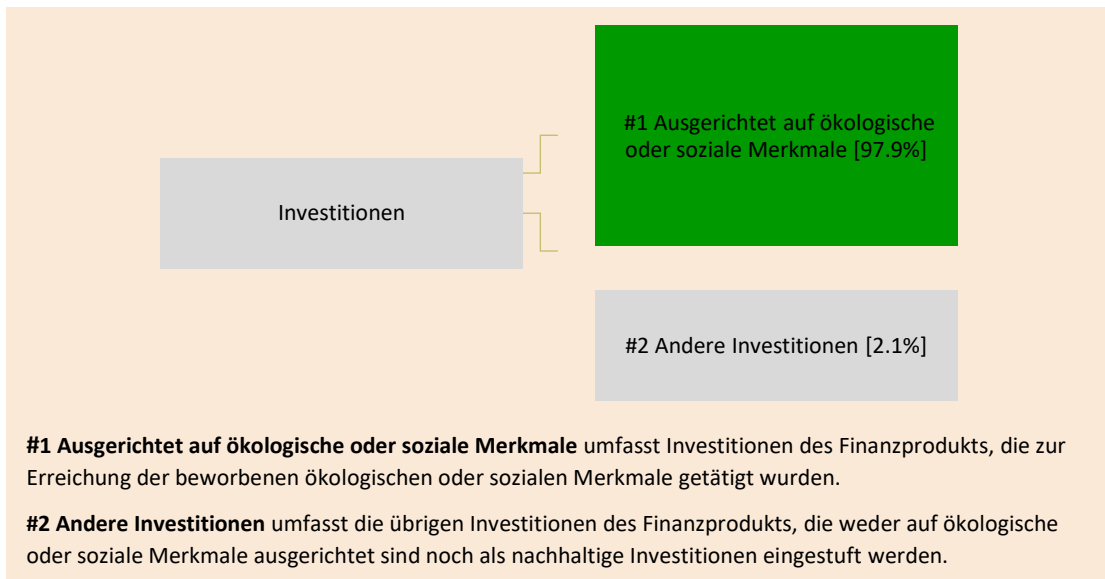 #1 Ausgerichtet auf ökologische
oder soziale Merkmale [97.9%]
Investitionen
#2 Andere Investitionen [2.1%]
#1 Ausgerichtet auf ökologische oder soziale Merkmale umfasst Investitionen des Finanzprodukts, die zur
Erreichung der beworbenen ökologischen oder sozialen Merkmale getätigt wurden.
#2 Andere Investitionen umfasst die übrigen Investitionen des Finanzprodukts, die weder auf ökologische
oder soziale Merkmale ausgerichtet sind noch als nachhaltige Investitionen eingestuft werden.